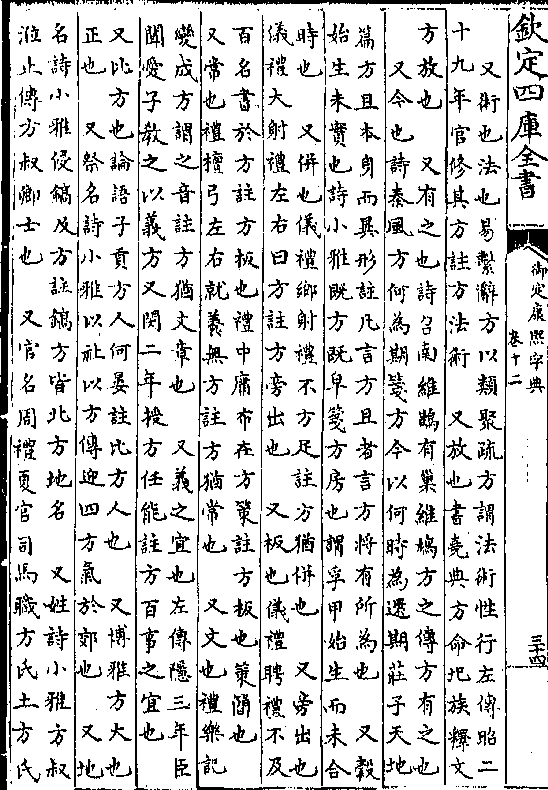 欽定四庫全書
御定康熙字典
卷十二
三十四
又術也法也易繫辭方以類聚疏方謂法術性行左傳昭二
十九年官修其方註方法術　又放也書堯典方命圮族釋文
方放也　又有之也詩召南維鵲有巢維鳩方之傳方有之也
又今也詩秦風方何為期箋方今以何時為還期莊子天地
篇方且本身而異形註凡言方且者言方將有所為也　又穀
始生未實也詩小雅既方既皁箋方房也謂孚甲始生而未合
時也　又併也儀禮鄉射禮不方足註方猶併也　又旁出也
儀禮大射禮左右曰方註方旁出也　又板也儀禮聘禮不及
百名書於方註方板也禮中庸布在方策註方板也策簡也
又常也禮檀弓左右就養無方註方猶常也　又文也禮樂記
變成方謂之音註方猶文章也　又義之宜也左傳隱三年臣
聞愛子教之以義方又閔二年授方任能註方百事之宜也
又比方也論語子貢方人何晏註比方人也　又博雅方大也
正也　又祭名詩小雅以社以方傳迎四方氣於郊也　又地
名詩小雅侵鎬及方註鎬方皆北方地名　又姓詩小雅方叔
涖止傳方叔卿士也　又官名周禮夏官司馬職方氏土方氏